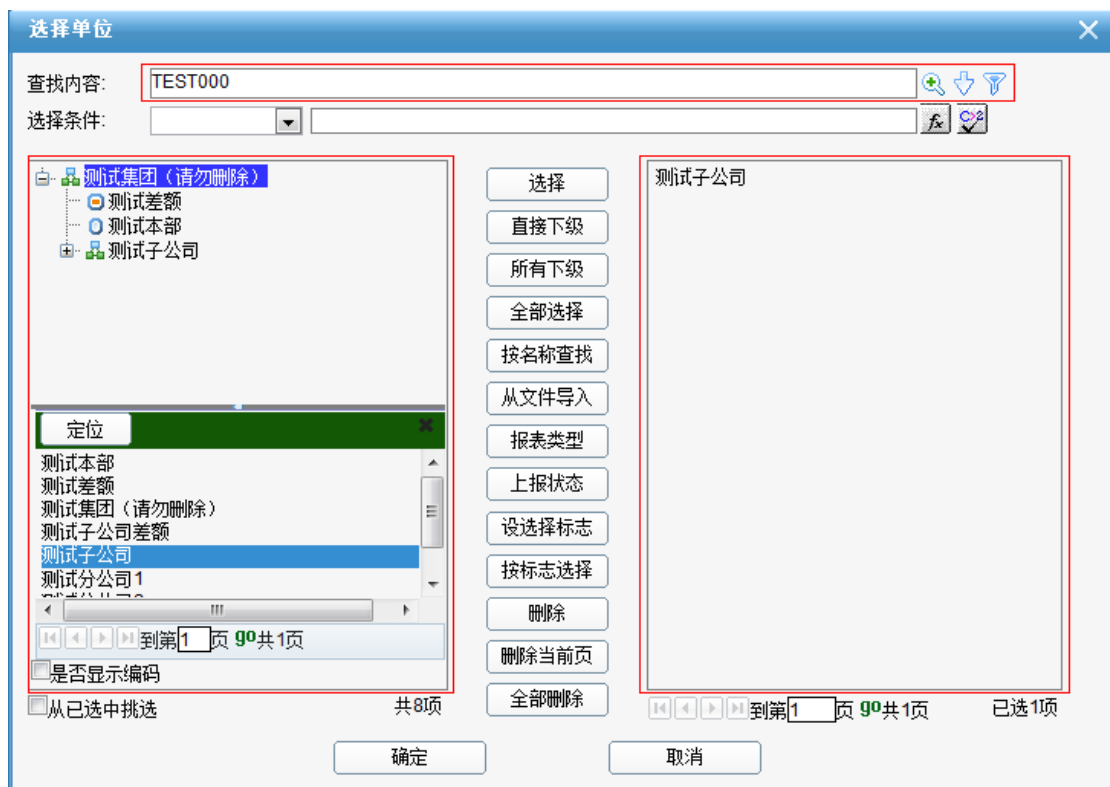 选择单位
查找内容: TEST000
选择条件:
fx
测试集团（请勿删除）
测试差额
测试本部
测试子公司
定位
测试本部
测试差额
测试集团（请勿删除）
测试子公司差额
测试子公司
测试分公司1
到第1页 go共1页
是否显示编码
从已选中挑选 共8项
选择
直接下级
所有下级
全部选择
按名称查找
从文件导入
报表类型
上报状态
设选择标志
按标志选择
删除
删除当前页
全部删除
测试子公司
到第1页 go共1页 已选1项
确定 取消